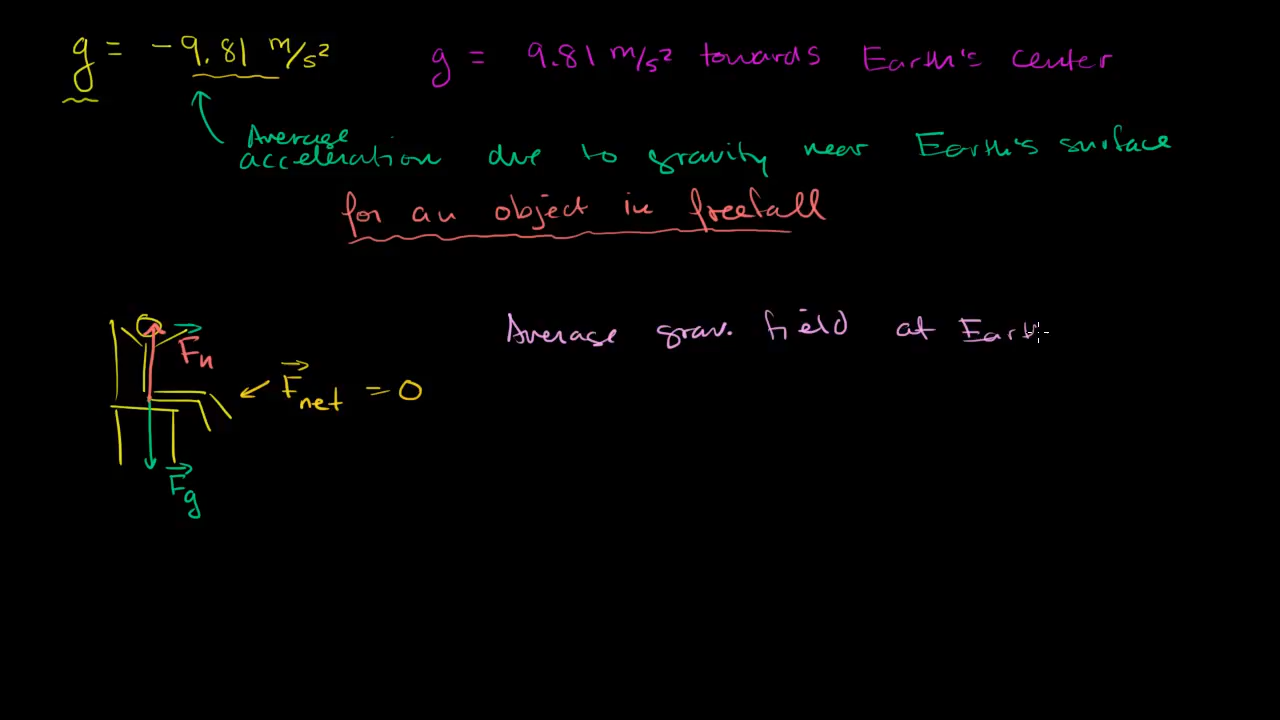 g = -9.81 m/s²
g = 9.81 m/s² towards Earth's center
Average
acceleration due to gravity near Earth's surface
for an object in freefall
Average grav. field at Earth
Fn
Fnet = 0
Fg